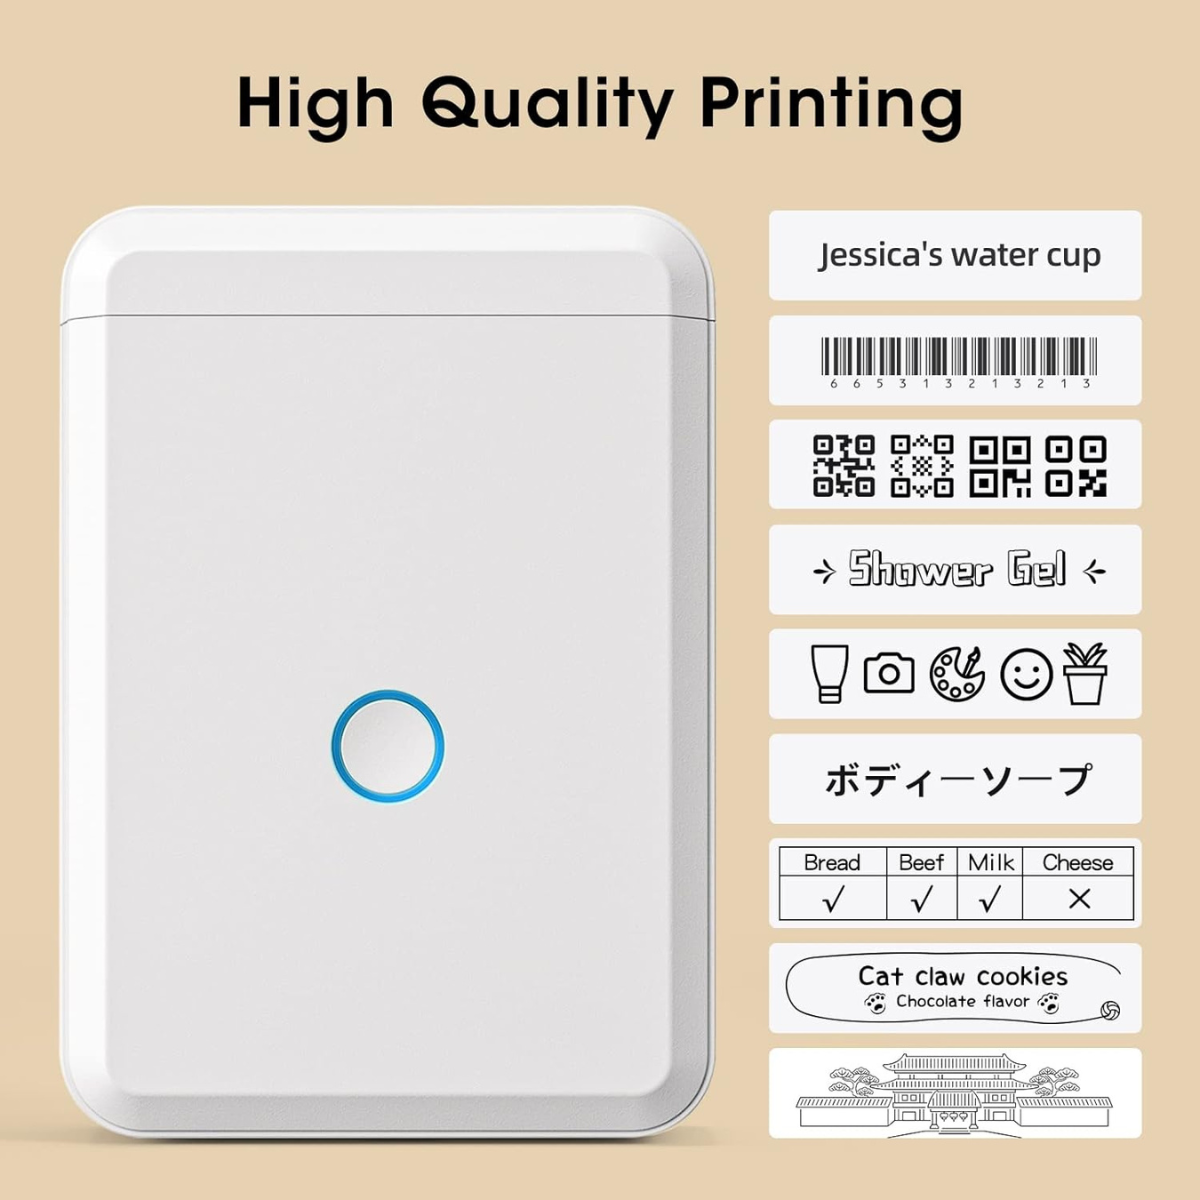 High Quality Printing
Jessica's water cup
6 6 5 3 1 3 2 1 3 2 1 3
Shower Gel
ボディーソープ
Bread Beef Milk Cheese
√ √ √ ×
Cat claw cookies
Chocolate flavor